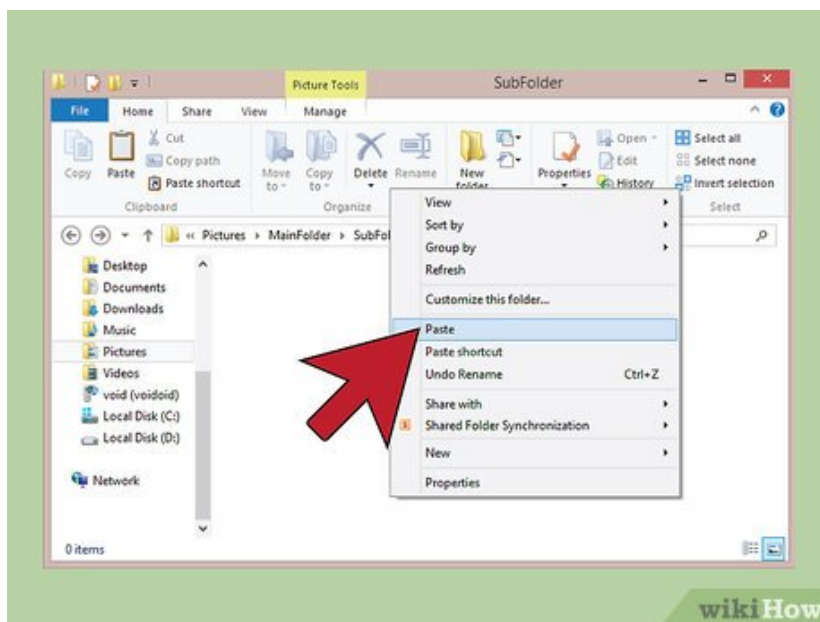 Picture Tools
SubFolder
File Home Share View Manage
Copy
Paste
Cut
Copy path
Paste shortcut
Move to
Copy to
Delete
Rename
New folder
Properties
Open
Edit
History
Select all
Select none
Invert selection
Clipboard
Organize
Select
« Pictures MainFolder SubFol
Desktop
Documents
Downloads
Music
Pictures
Videos
void (voidoid)
Local Disk (C:)
Local Disk (D:)
Network
View
Sort by
Group by
Refresh
Customize this folder...
Paste
Paste shortcut
Undo Rename Ctrl+Z
Share with
Shared Folder Synchronization
New
Properties
0 items
wikiHow